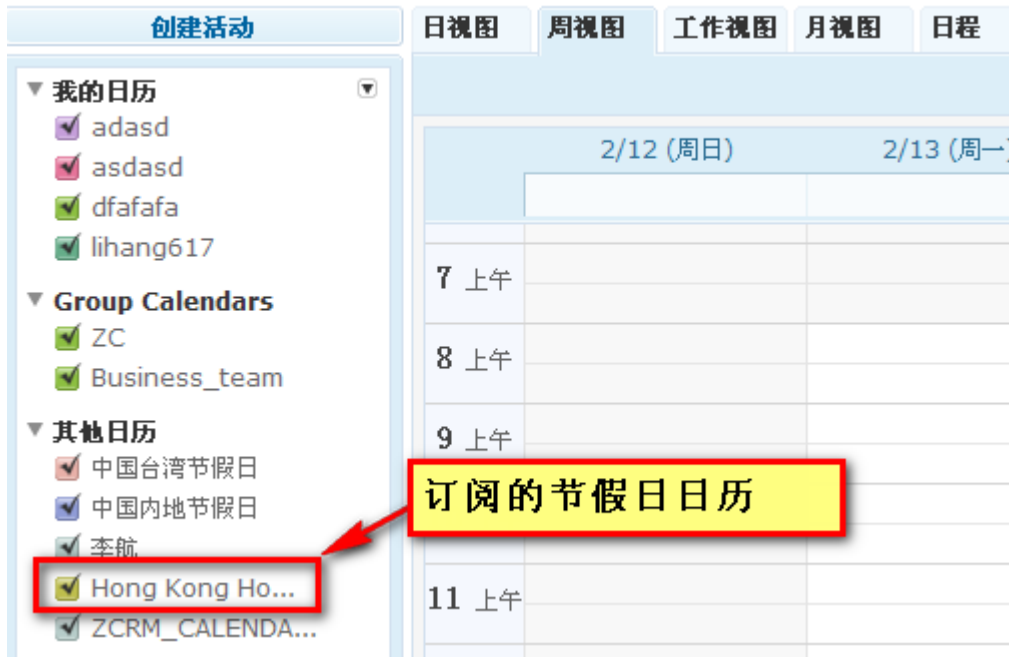 创建活动
日视图
周视图
工作视图
月视图
日程
我的日历
adasd
asdasd
dfafafa
lihang617
Group Calendars
ZC
Business_team
其他日历
中国台湾节假日
中国内地节假日
李航
Hong Kong Ho...
ZCRM_CALENDA...
2/12 (周日)
2/13 (周一)
7 上午
8 上午
9 上午
订阅的节假日日历
11 上午